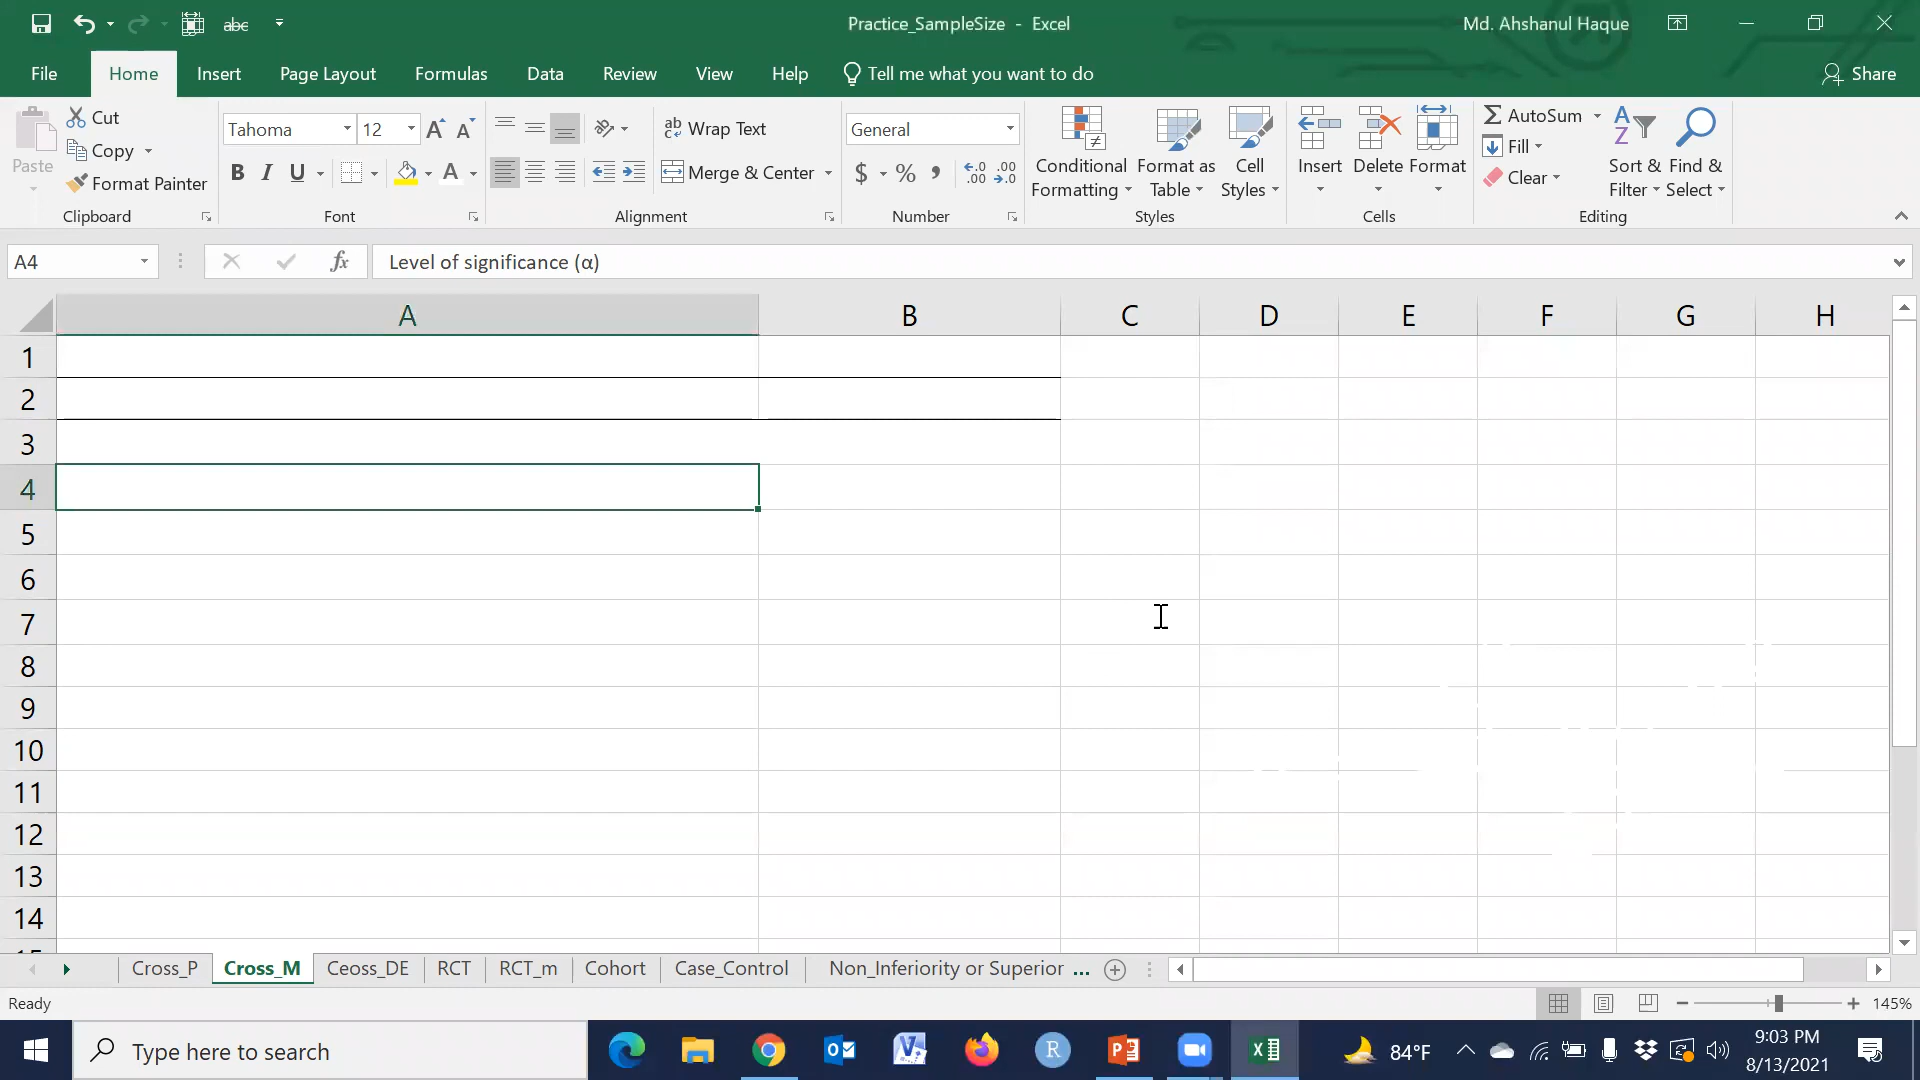 abc
Practice_SampleSize - Excel
Md. Ahshanul Haque
File
Home
Insert
Page Layout
Formulas
Data
Review
View
Help
Tell me what you want to do
Share
Paste
Cut
Copy
Format Painter
Clipboard
Tahoma
12
A
A
B
I
U
A
Font
ab
Wrap Text
Merge & Center
Alignment
General
$ % ,
Number
Conditional
Formatting
Format as
Table
Cell
Styles
Styles
Insert
Delete
Format
Cells
AutoSum
Fill
Clear
Sort &
Filter
Find &
Select
Editing
A4
fx
Level of significance (α)
A
B
C
D
E
F
G
H
1
2
3
4
5
6
7
8
9
10
11
12
13
14
Cross_P
Cross_M
Ceoss_DE
RCT
RCT_m
Cohort
Case_Control
Non_Inferiority or Superior ...
Ready
145%
Type here to search
84°F
9:03 PM
8/13/2021